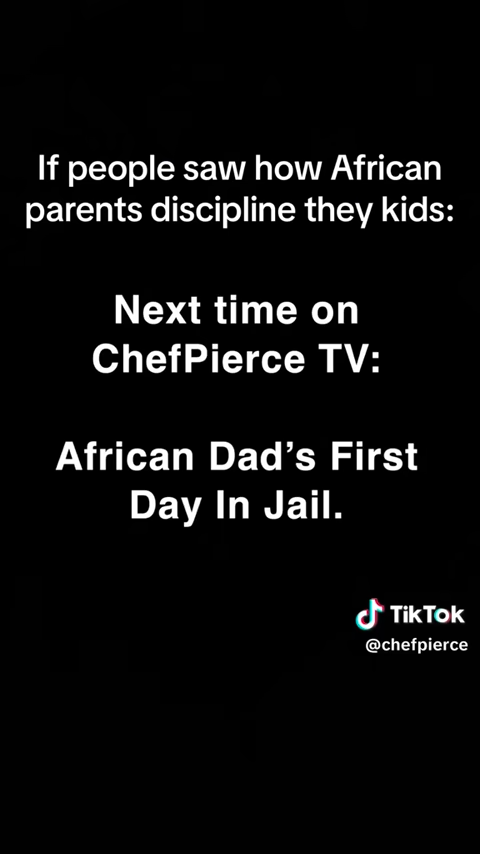 If people saw how African
parents discipline they kids:
Next time on
ChefPierce TV:
African Dad’s First
Day In Jail.
TikTok
@chefpierce